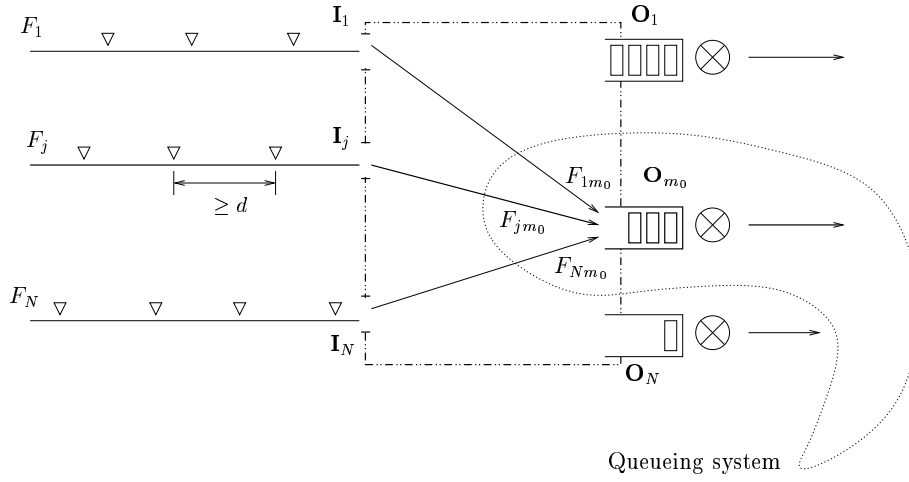 F_1
I_1
O_1
F_j
I_j
O_{m_0}
F_{1m_0}
≥ d
F_{jm_0}
F_{Nm_0}
F_N
I_N
O_N
Queueing system